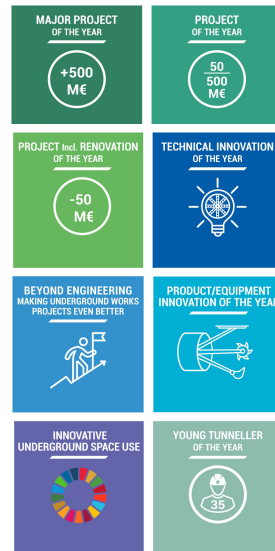 MAJOR PROJECT
OF THE YEAR
+500
M€
PROJECT
OF THE YEAR
50
500
M€
PROJECT Incl. RENOVATION
OF THE YEAR
-50
M€
TECHNICAL INNOVATION
OF THE YEAR
BEYOND ENGINEERING
MAKING UNDERGROUND WORKS
PROJECTS EVEN BETTER
PRODUCT/EQUIPMENT
INNOVATION OF THE YEAR
INNOVATIVE
UNDERGROUND SPACE USE
YOUNG TUNNELLER
OF THE YEAR
35